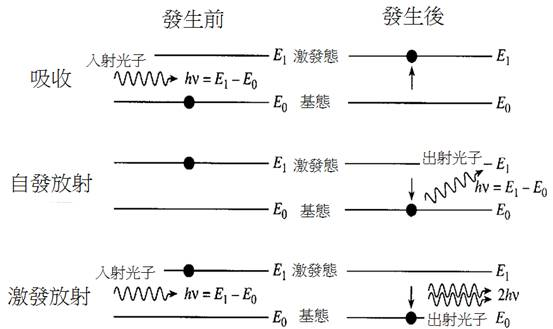 發生前 發生後
入射光子 E₁ 激發態 E₁
吸收 hν = E₁ − E₀
E₀ 基態 E₀
E₁ 激發態 出射光子 E₁
自發放射 hν = E₁ − E₀
E₀ 基態 E₀
入射光子 E₁ 激發態 E₁
激發放射 hν = E₁ − E₀ 2hν
E₀ 基態 出射光子 E₀